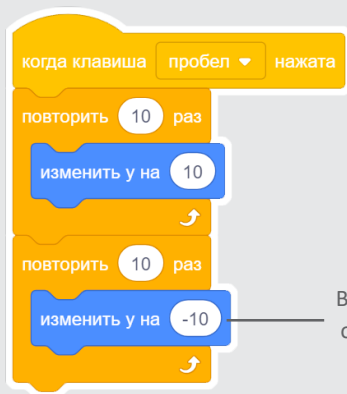 когда клавиша пробел нажата
повторить 10 раз
изменить y на 10
повторить 10 раз
изменить y на -10